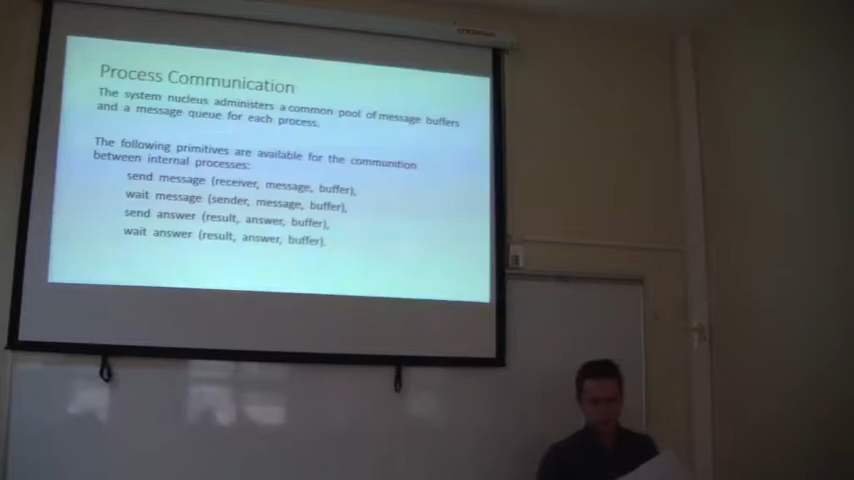 Process Communication
The system nucleus administers a common pool of message buffers
and a message queue for each process.
The following primitives are available for the communition
between internal processes:
send message (receiver, message, buffer),
wait message (sender, message, buffer),
send answer (result, answer, buffer),
wait answer (result, answer, buffer).